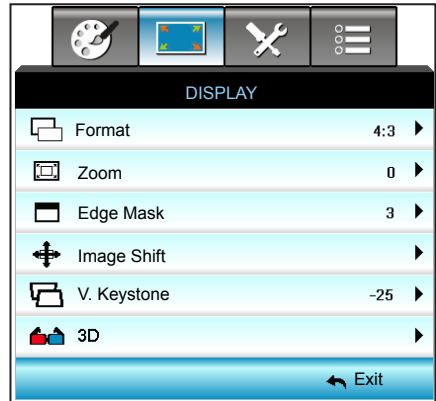 DISPLAY
Format 4:3
Zoom 0
Edge Mask 3
Image Shift
V. Keystone -25
3D
Exit